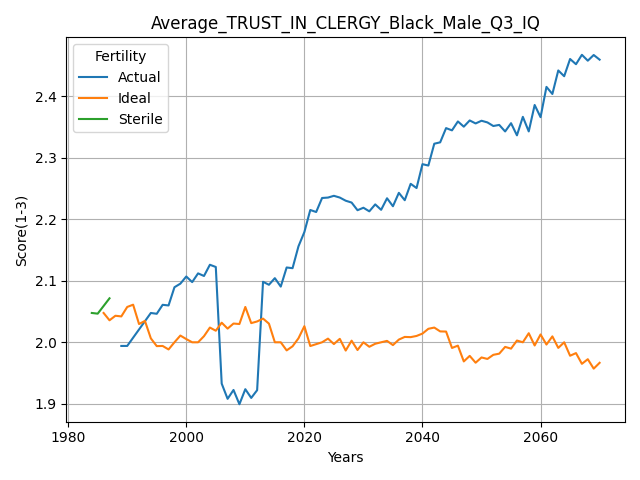 Average_TRUST_IN_CLERGY_Black_Male_Q3_IQ
Fertility
Actual
Ideal
Sterile
Score(1-3)
2.4
2.3
2.2
2.1
2.0
1.9
1980
2000
2020
2040
2060
Years